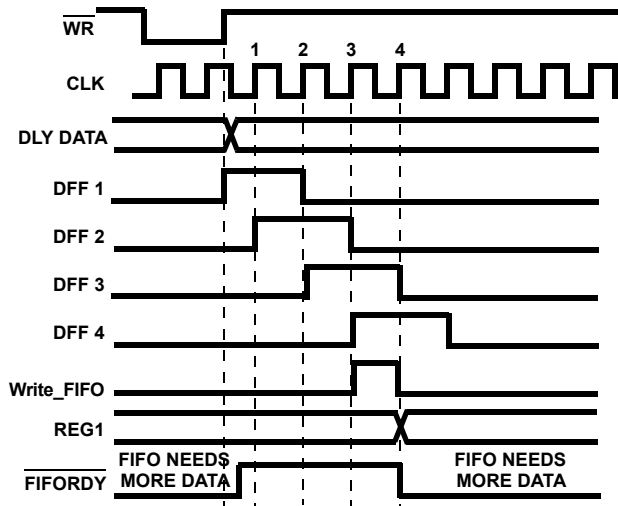 WR
1 2 3 4
CLK
DLY DATA
DFF 1
DFF 2
DFF 3
DFF 4
Write_FIFO
REG1
FIFO NEEDS
MORE DATA
FIFO NEEDS
MORE DATA
FIFORDY